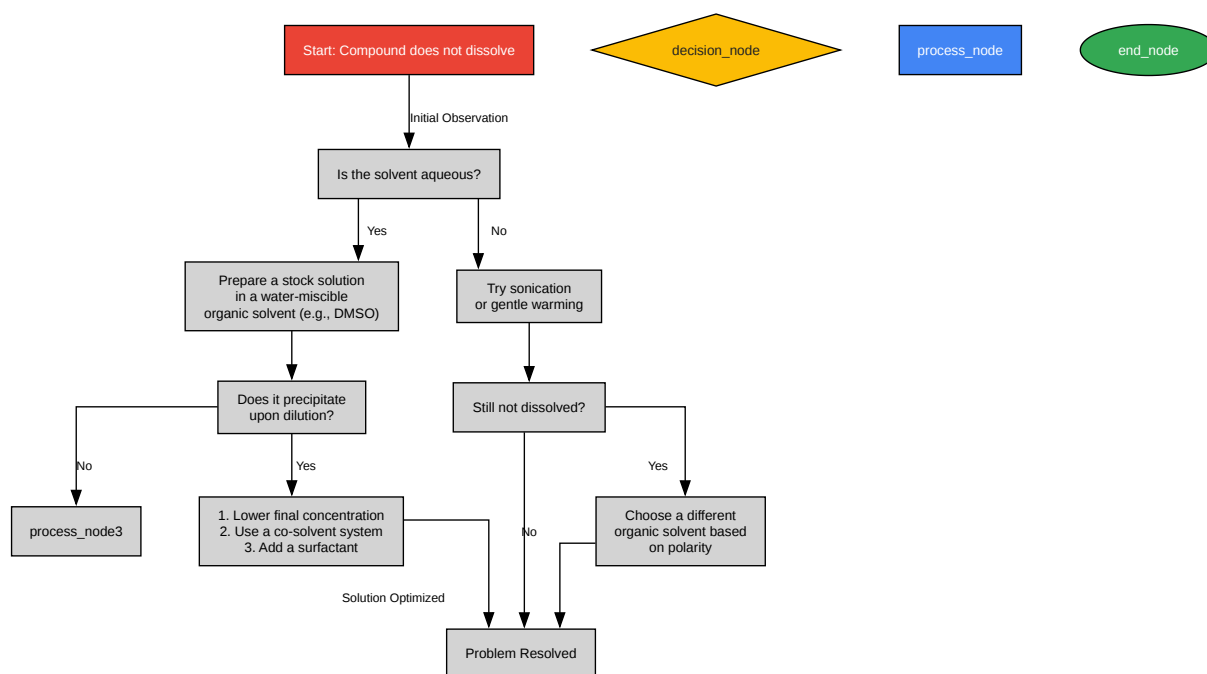 Start: Compound does not dissolve
decision_node
process_node
end_node
Initial Observation
Is the solvent aqueous?
Yes
No
Prepare a stock solution
in a water-miscible
organic solvent (e.g., DMSO)
Try sonication
or gentle warming
Does it precipitate
upon dilution?
Still not dissolved?
No
Yes
Yes
process_node3
1. Lower final concentration
2. Use a co-solvent system
3. Add a surfactant
No
Choose a different
organic solvent based
on polarity
Solution Optimized
Problem Resolved